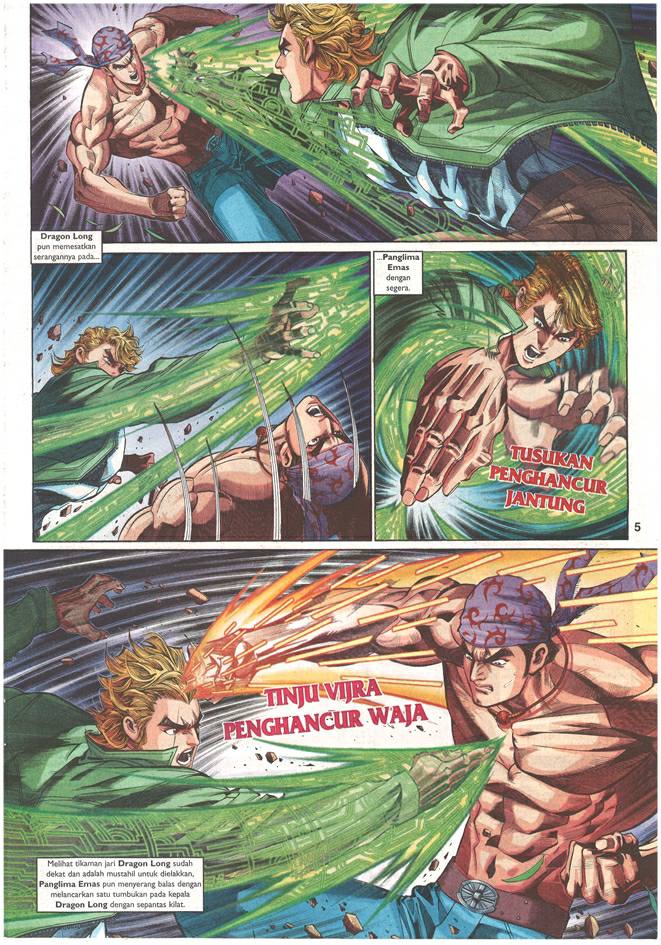 Dragon Long
pun memesatkan
serangannya pada...
...Panglima
Emas
dengan
segera.
TUSUKAN
PENGHANCUR
JANTUNG
5
TINJU VIJRA
PENGHANCUR WAJA
Melihat tikaman jari Dragon Long sudah
dekat dan adalah mustahil untuk dielakkan,
Panglima Emas pun menyerang balas dengan
melancarkan satu tumbukan pada kepala
Dragon Long dengan sepantas kilat.